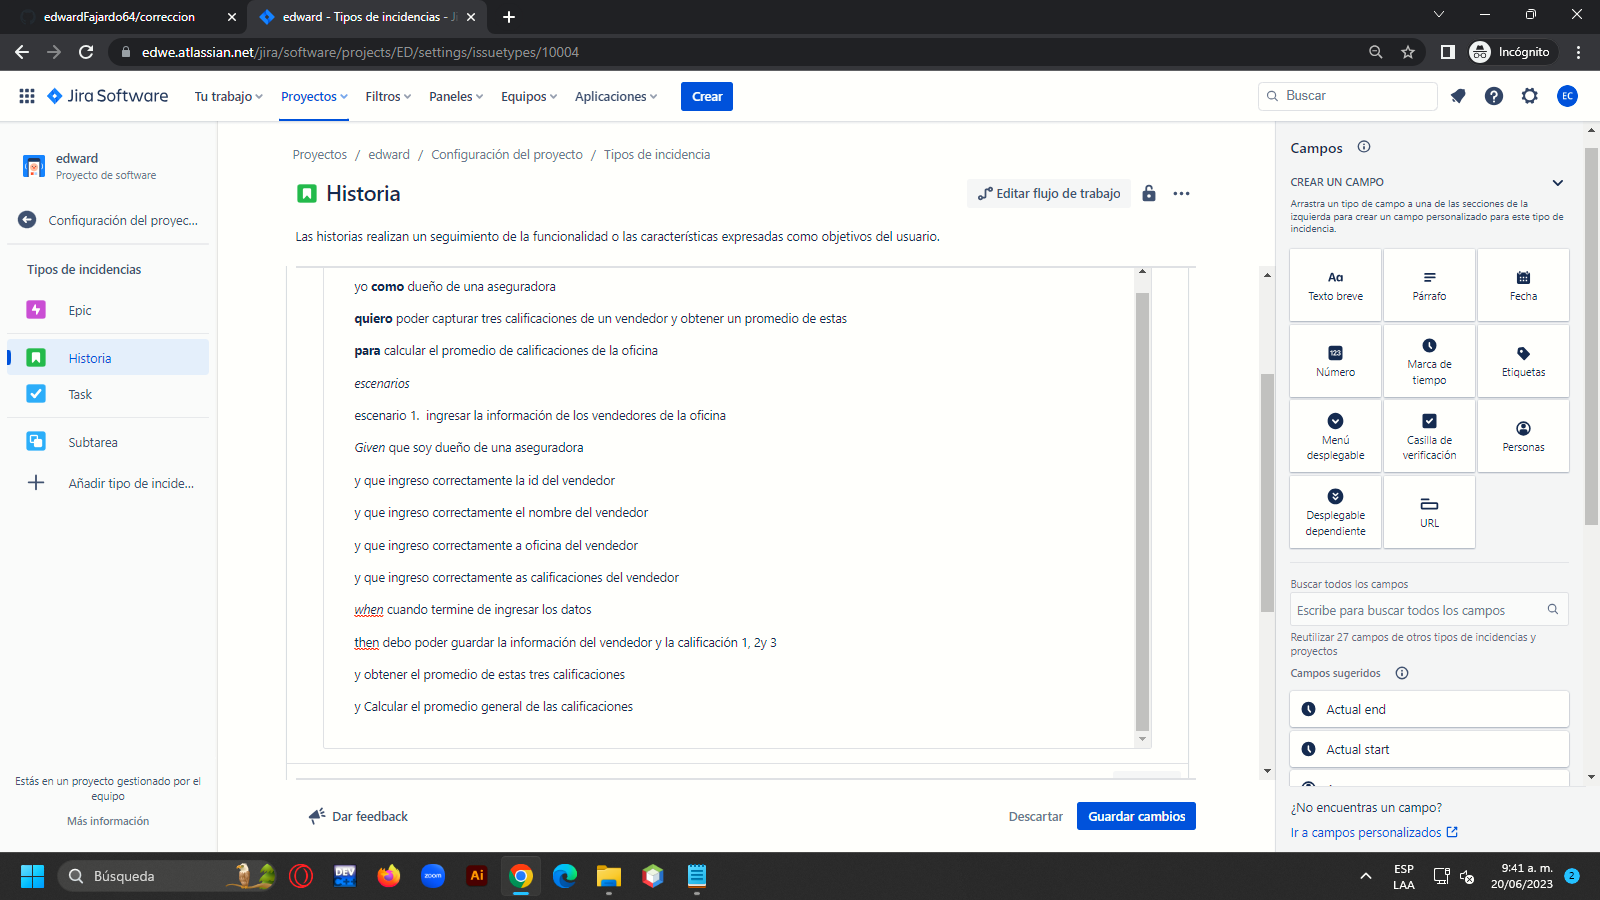 edwardFajardo64/correccion
edward - Tipos de incidencias - Ji
edwe.atlassian.net/jira/software/projects/ED/settings/issuetypes/10004
Incógnito
Jira Software
Tu trabajo
Proyectos
Filtros
Paneles
Equipos
Aplicaciones
Crear
Buscar
EC
edward
Proyecto de software
Configuración del proyec...
Tipos de incidencias
Epic
Historia
Task
Subtarea
Añadir tipo de incide...
Estás en un proyecto gestionado por el
equipo
Más información
Proyectos / edward / Configuración del proyecto / Tipos de incidencia
Historia
Editar flujo de trabajo
Las historias realizan un seguimiento de la funcionalidad o las características expresadas como objetivos del usuario.
yo como dueño de una aseguradora
quiero poder capturar tres calificaciones de un vendedor y obtener un promedio de estas
para calcular el promedio de calificaciones de la oficina
escenarios
escenario 1. ingresar la información de los vendedores de la oficina
Given que soy dueño de una aseguradora
y que ingreso correctamente la id del vendedor
y que ingreso correctamente el nombre del vendedor
y que ingreso correctamente a oficina del vendedor
y que ingreso correctamente as calificaciones del vendedor
when cuando termine de ingresar los datos
then debo poder guardar la información del vendedor y la calificación 1, 2y 3
y obtener el promedio de estas tres calificaciones
y Calcular el promedio general de las calificaciones
Dar feedback
Descartar
Guardar cambios
Campos
CREAR UN CAMPO
Arrastra un tipo de campo a una de las secciones de la
izquierda para crear un campo personalizado para este tipo de
incidencia.
Aa
Texto breve
Párrafo
Fecha
123
Número
Marca de
tiempo
Etiquetas
Menú
desplegable
Casilla de
verificación
Personas
Desplegable
dependiente
URL
Buscar todos los campos
Escribe para buscar todos los campos
Reutilizar 27 campos de otros tipos de incidencias y
proyectos
Campos sugeridos
Actual end
Actual start
¿No encuentras un campo?
Ir a campos personalizados
Búsqueda
DEV
C++
zoom
Ai
ESP
LAA
9:41 a. m.
20/06/2023
2